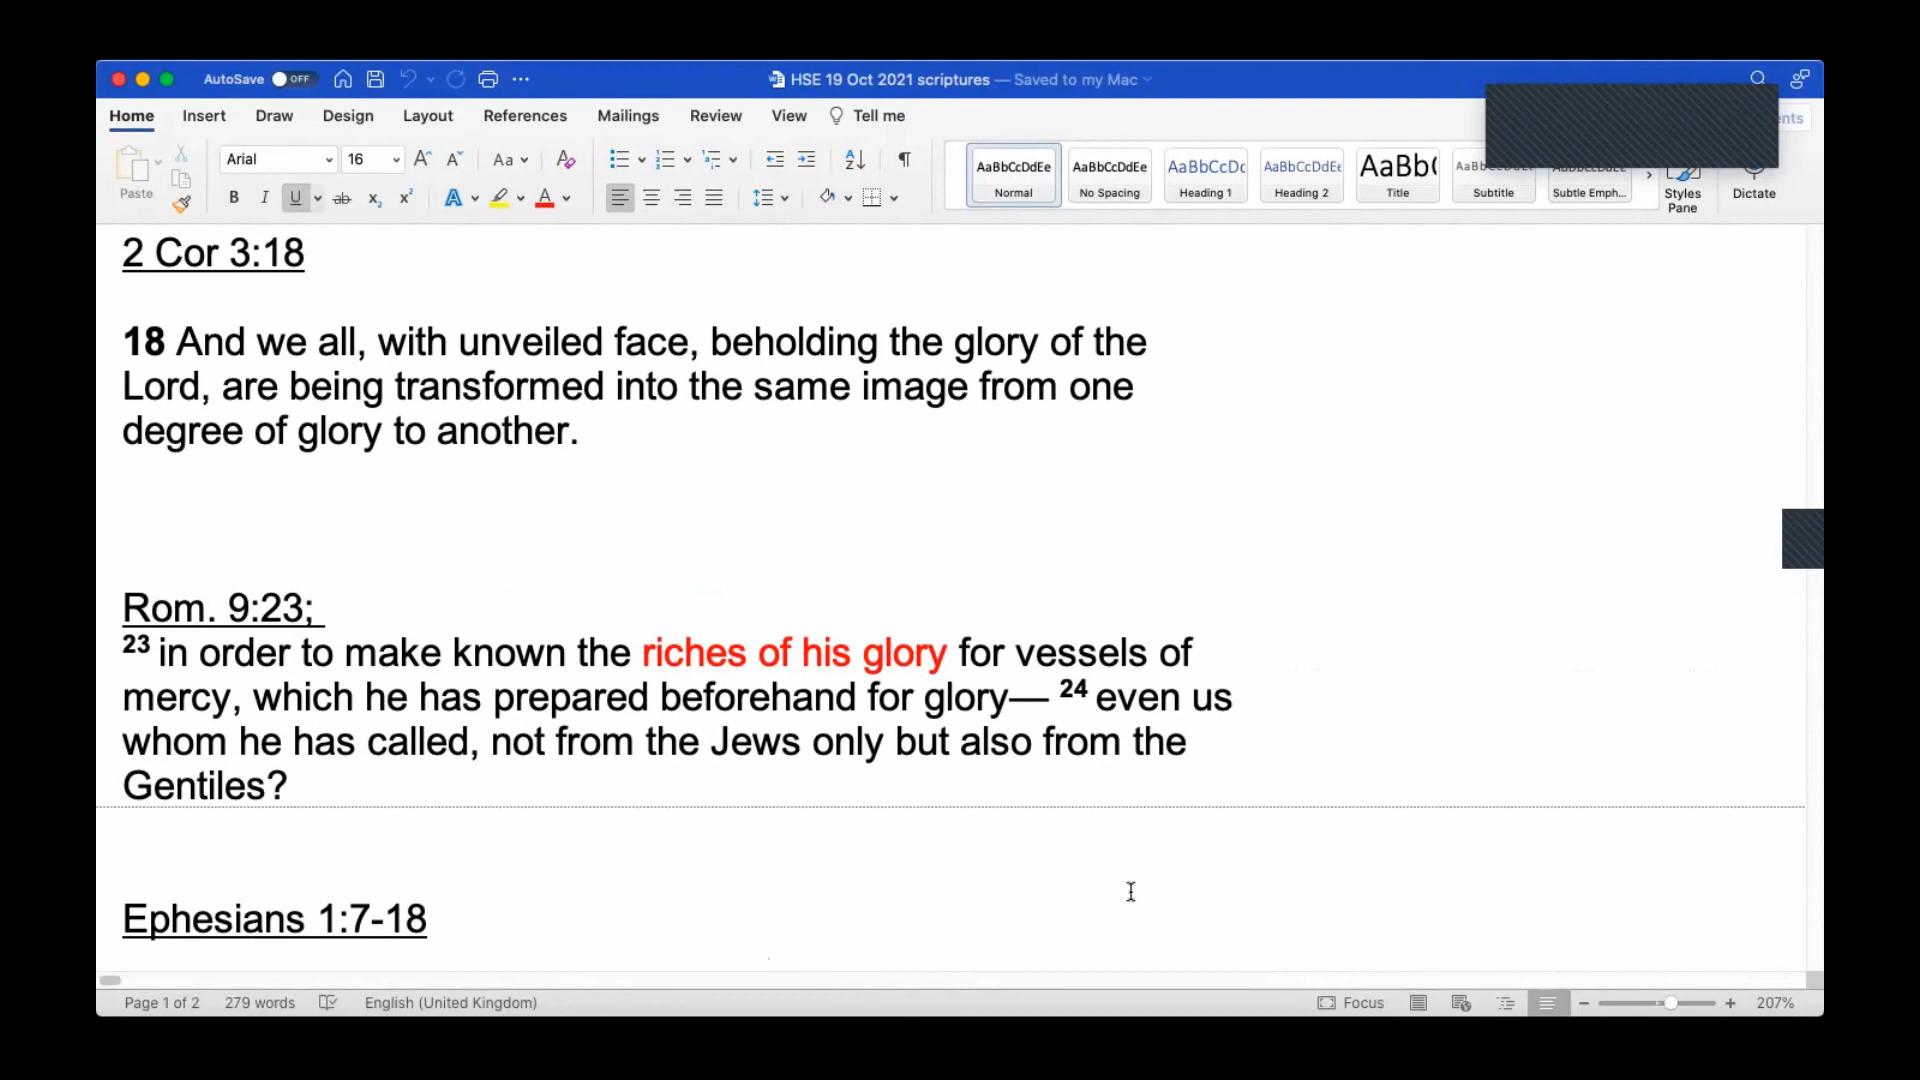 AutoSave OFF HSE 19 Oct 2021 scriptures — Saved to my Mac
Home Insert Draw Design Layout References Mailings Review View Tell me
Paste Arial 16 Aa
AaBbCcDdEe AaBbCcDdEe AaBbCcDc AaBbCcDdEe AaBb(
Normal No Spacing Heading 1 Heading 2 Title Subtitle Subtle Emph... Styles Pane Dictate
2 Cor 3:18
18 And we all, with unveiled face, beholding the glory of the
Lord, are being transformed into the same image from one
degree of glory to another.
Rom. 9:23;
23 in order to make known the riches of his glory for vessels of
mercy, which he has prepared beforehand for glory— 24 even us
whom he has called, not from the Jews only but also from the
Gentiles?
Ephesians 1:7-18
Page 1 of 2 279 words English (United Kingdom) Focus 207%